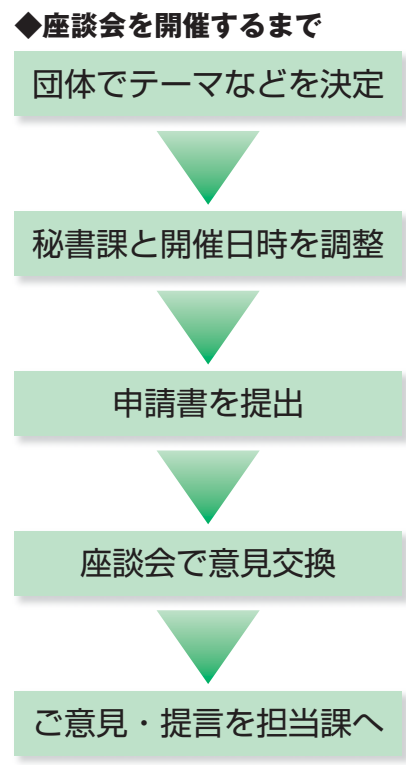 ◆座談会を開催するまで
団体でテーマなどを決定
秘書課と開催日時を調整
申請書を提出
座談会で意見交換
ご意見・提言を担当課へ